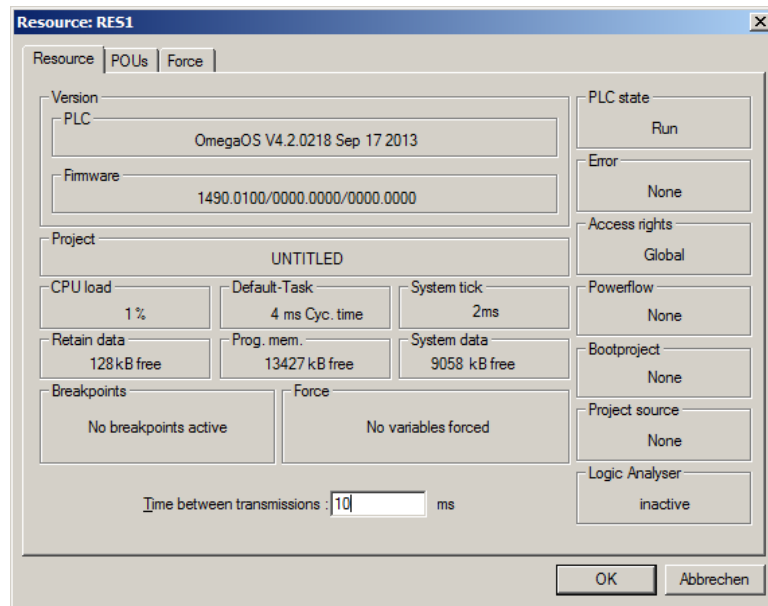 Resource: RES1
Resource
POUs
Force
Version
PLC
OmegaOS V4.2.0218 Sep 17 2013
Firmware
1490.0100/0000.0000/0000.0000
Project
UNTITLED
CPU load
1 %
Default-Task
4 ms Cyc. time
System tick
2ms
Retain data
128 kB free
Prog. mem.
13427 kB free
System data
9058 kB free
Breakpoints
No breakpoints active
Force
No variables forced
Time between transmissions : 10 ms
PLC state
Run
Error
None
Access rights
Global
Powerflow
None
Bootproject
None
Project source
None
Logic Analyser
inactive
OK
Abbrechen